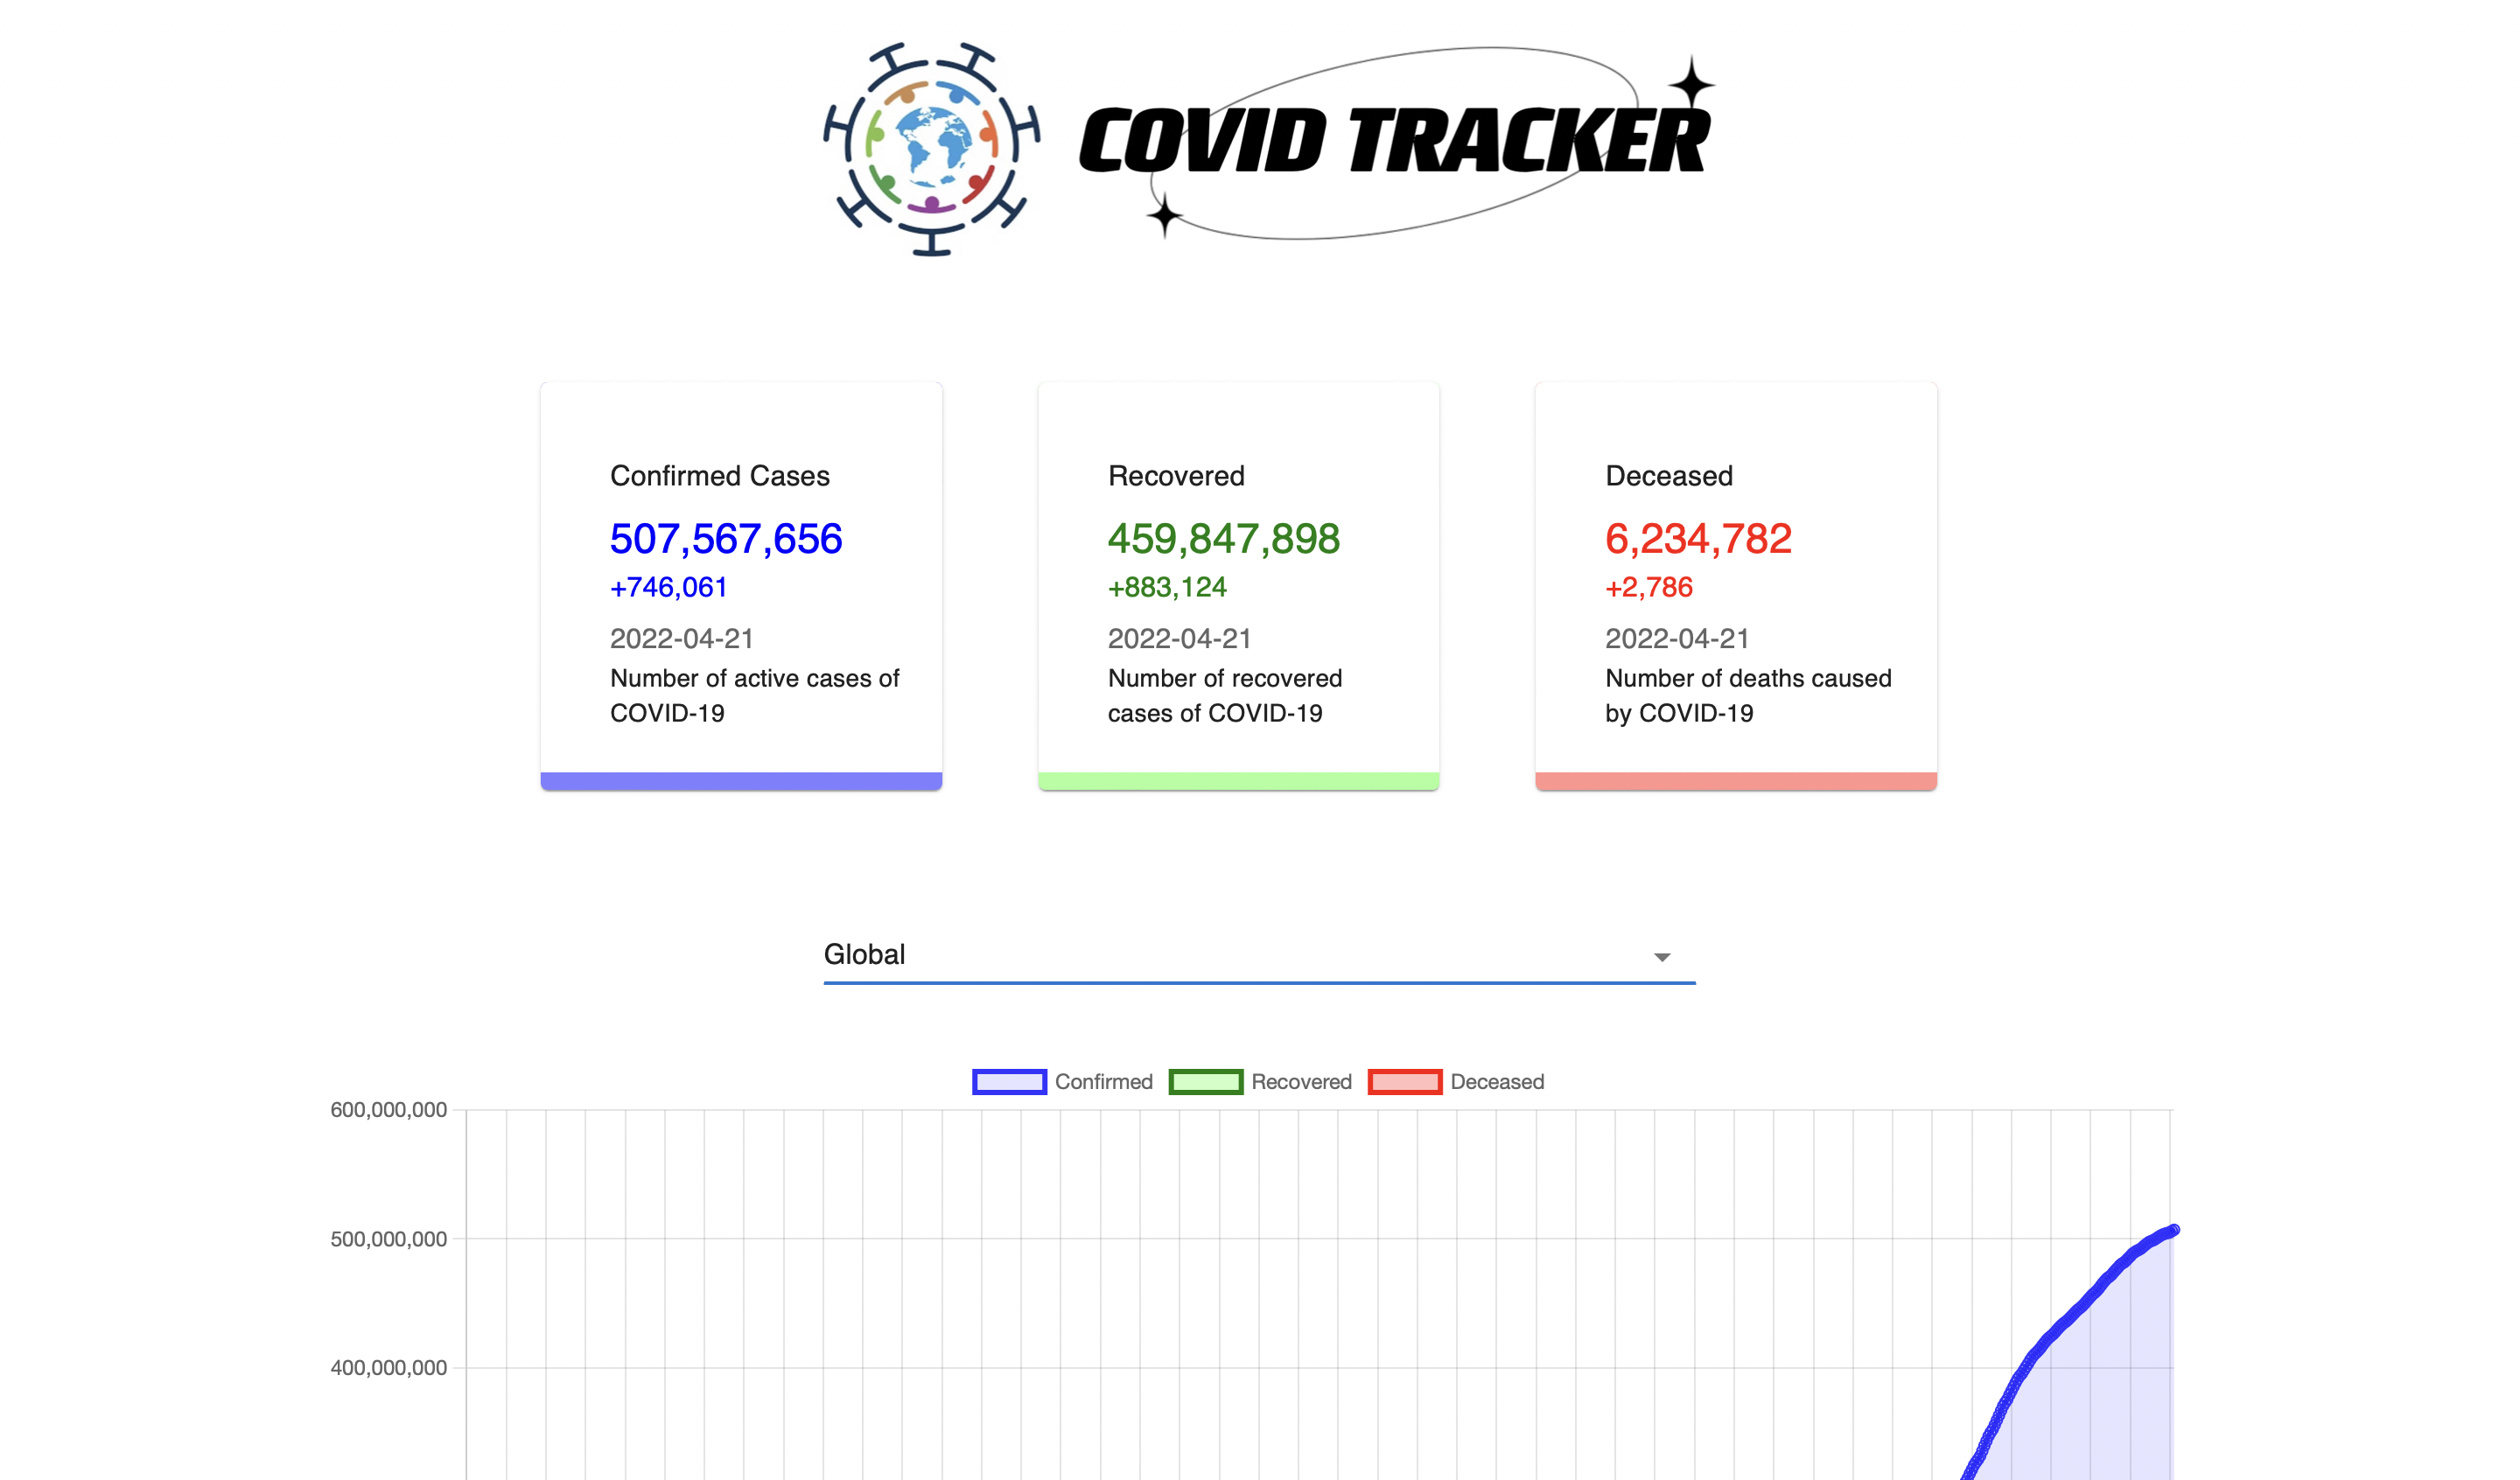 COVID TRACKER
Confirmed Cases
507,567,656
+746,061
2022-04-21
Number of active cases of
COVID-19
Recovered
459,847,898
+883,124
2022-04-21
Number of recovered
cases of COVID-19
Deceased
6,234,782
+2,786
2022-04-21
Number of deaths caused
by COVID-19
Global
Confirmed Recovered Deceased
600,000,000
500,000,000
400,000,000